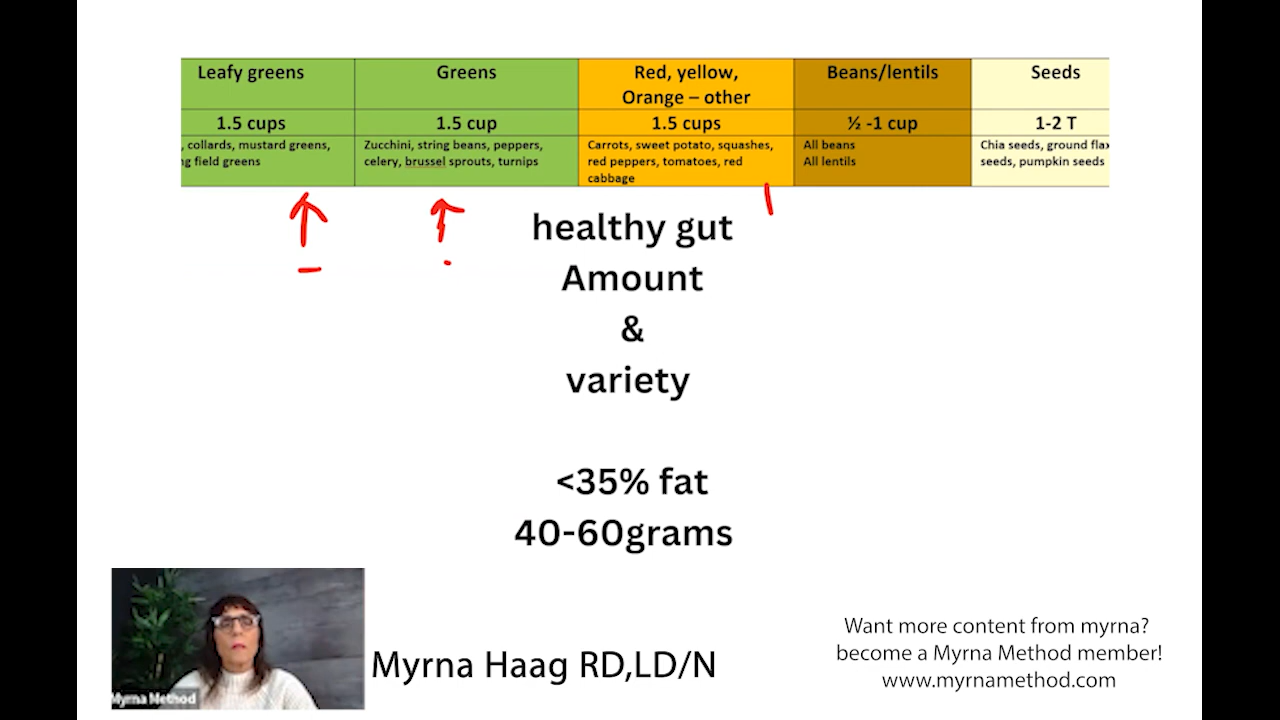 Leafy greens
Greens
Red, yellow,
Orange – other
Beans/lentils
Seeds
1.5 cups
1.5 cup
1.5 cups
½ -1 cup
1-2 T
, collards, mustard greens,
field greens
Zucchini, string beans, peppers,
celery, brussel sprouts, turnips
Carrots, sweet potato, squashes,
red peppers, tomatoes, red
cabbage
All beans
All lentils
Chia seeds, ground flax
seeds, pumpkin seeds
healthy gut
Amount
&
variety
<35% fat
40-60grams
Myrna Method
Myrna Haag RD,LD/N
Want more content from myrna?
become a Myrna Method member!
www.myrnamethod.com